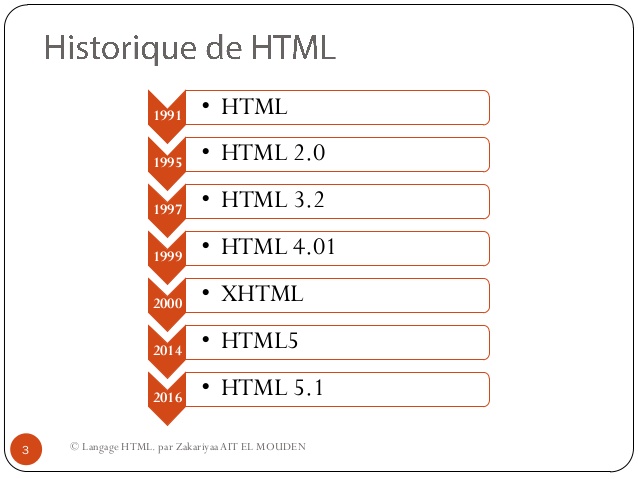 Historique de HTML
1991 • HTML
1995 • HTML 2.0
1997 • HTML 3.2
1999 • HTML 4.01
2000 • XHTML
2014 • HTML5
2016 • HTML 5.1
3 © Langage HTML. par Zakariyaa AIT EL MOUDEN